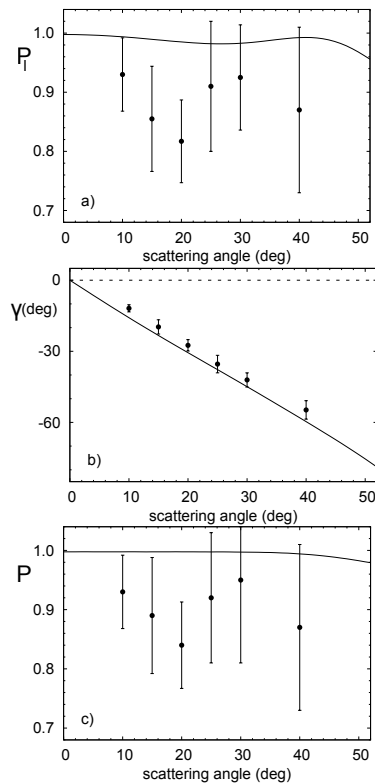 1.0
P_l
0.9
0.8
a)
0.7
0 10 20 30 40 50
scattering angle (deg)
0
γ(deg)
-30
-60
b)
0 10 20 30 40 50
scattering angle (deg)
1.0
P
0.9
0.8
c)
0.7
0 10 20 30 40 50
scattering angle (deg)